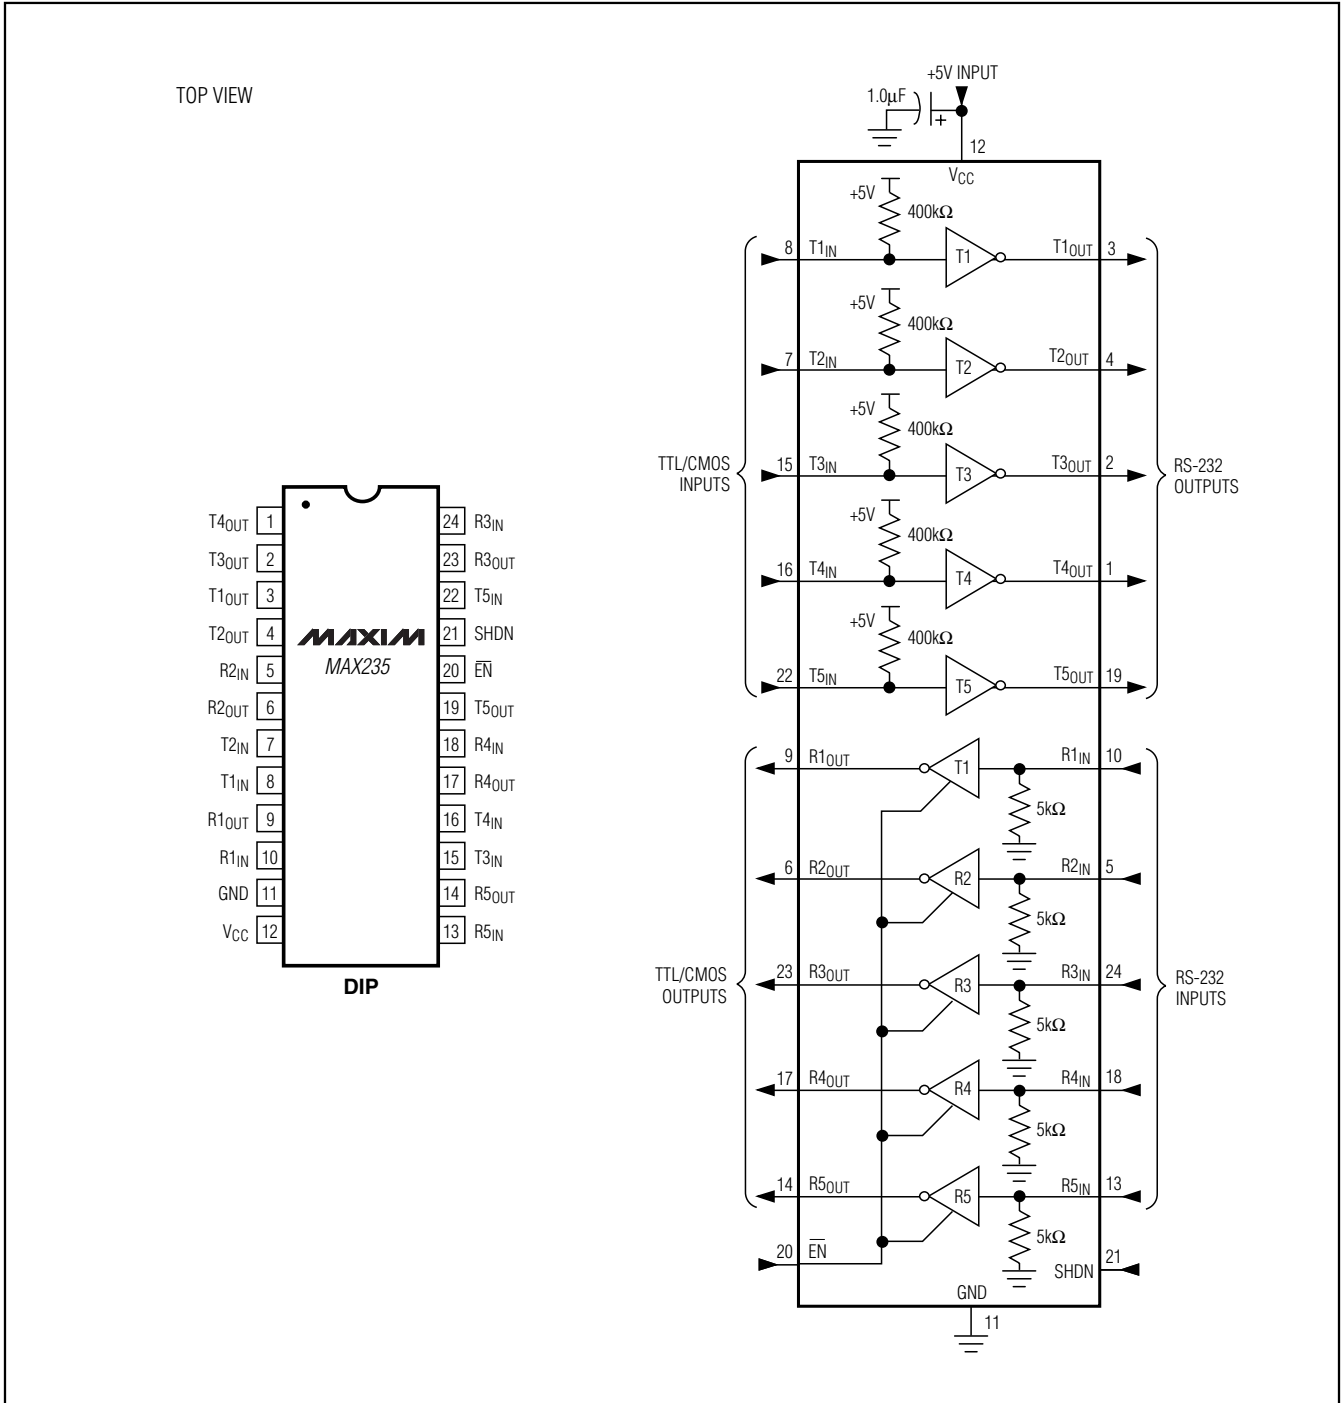 TOP VIEW
T4OUT 1
T3OUT 2
T1OUT 3
T2OUT 4
R2IN 5
R2OUT 6
T2IN 7
T1IN 8
R1OUT 9
R1IN 10
GND 11
VCC 12
MAXIM
MAX235
24 R3IN
23 R3OUT
22 T5IN
21 SHDN
20 E̅N̅
19 T5OUT
18 R4IN
17 R4OUT
16 T4IN
15 T3IN
14 R5OUT
13 R5IN
DIP
+5V INPUT
1.0µF
+
12
VCC
+5V
400kΩ
8 T1IN T1 T1OUT 3
+5V
400kΩ
7 T2IN T2 T2OUT 4
+5V
400kΩ
15 T3IN T3 T3OUT 2
+5V
400kΩ
16 T4IN T4 T4OUT 1
+5V
400kΩ
22 T5IN T5 T5OUT 19
TTL/CMOS
INPUTS
RS-232
OUTPUTS
9 R1OUT T1 R1IN 10
5kΩ
6 R2OUT R2 R2IN 5
5kΩ
23 R3OUT R3 R3IN 24
5kΩ
17 R4OUT R4 R4IN 18
5kΩ
14 R5OUT R5 R5IN 13
5kΩ
TTL/CMOS
OUTPUTS
RS-232
INPUTS
20 E̅N̅
SHDN 21
GND
11